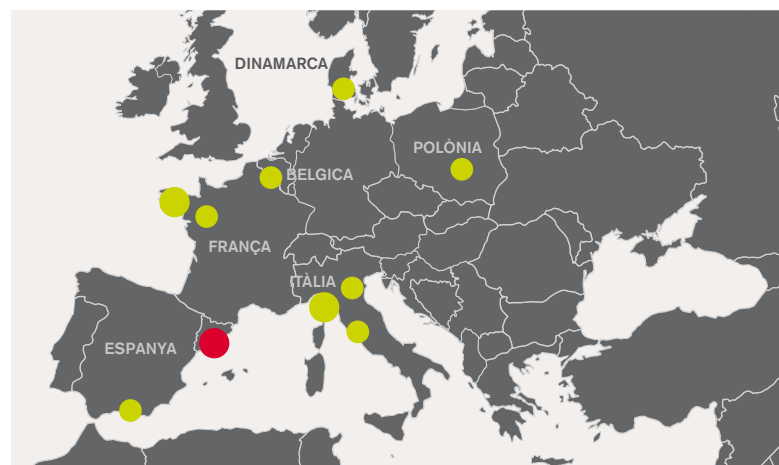 DINAMARCA
POLÒNIA
BELGICA
FRANÇA
ITÀLIA
ESPANYA